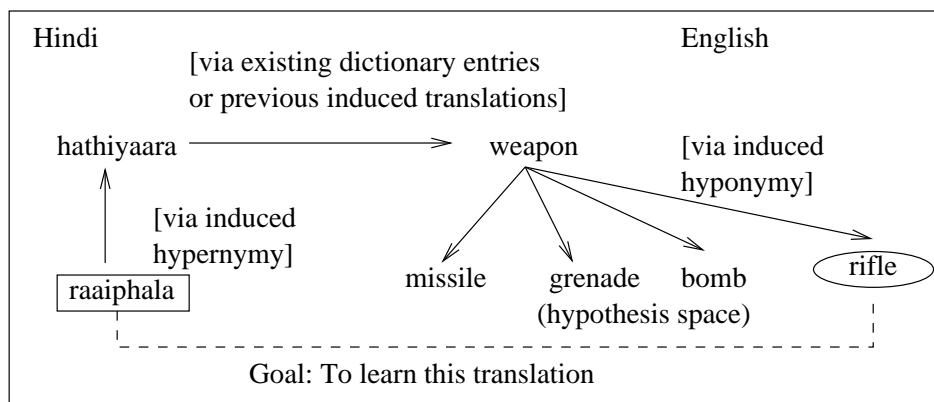 Hindi
English
[via existing dictionary entries
or previous induced translations]
hathiyaara
weapon
[via induced
hyponymy]
[via induced
hypernymy]
raaiphala
missile
grenade
bomb
rifle
(hypothesis space)
Goal: To learn this translation